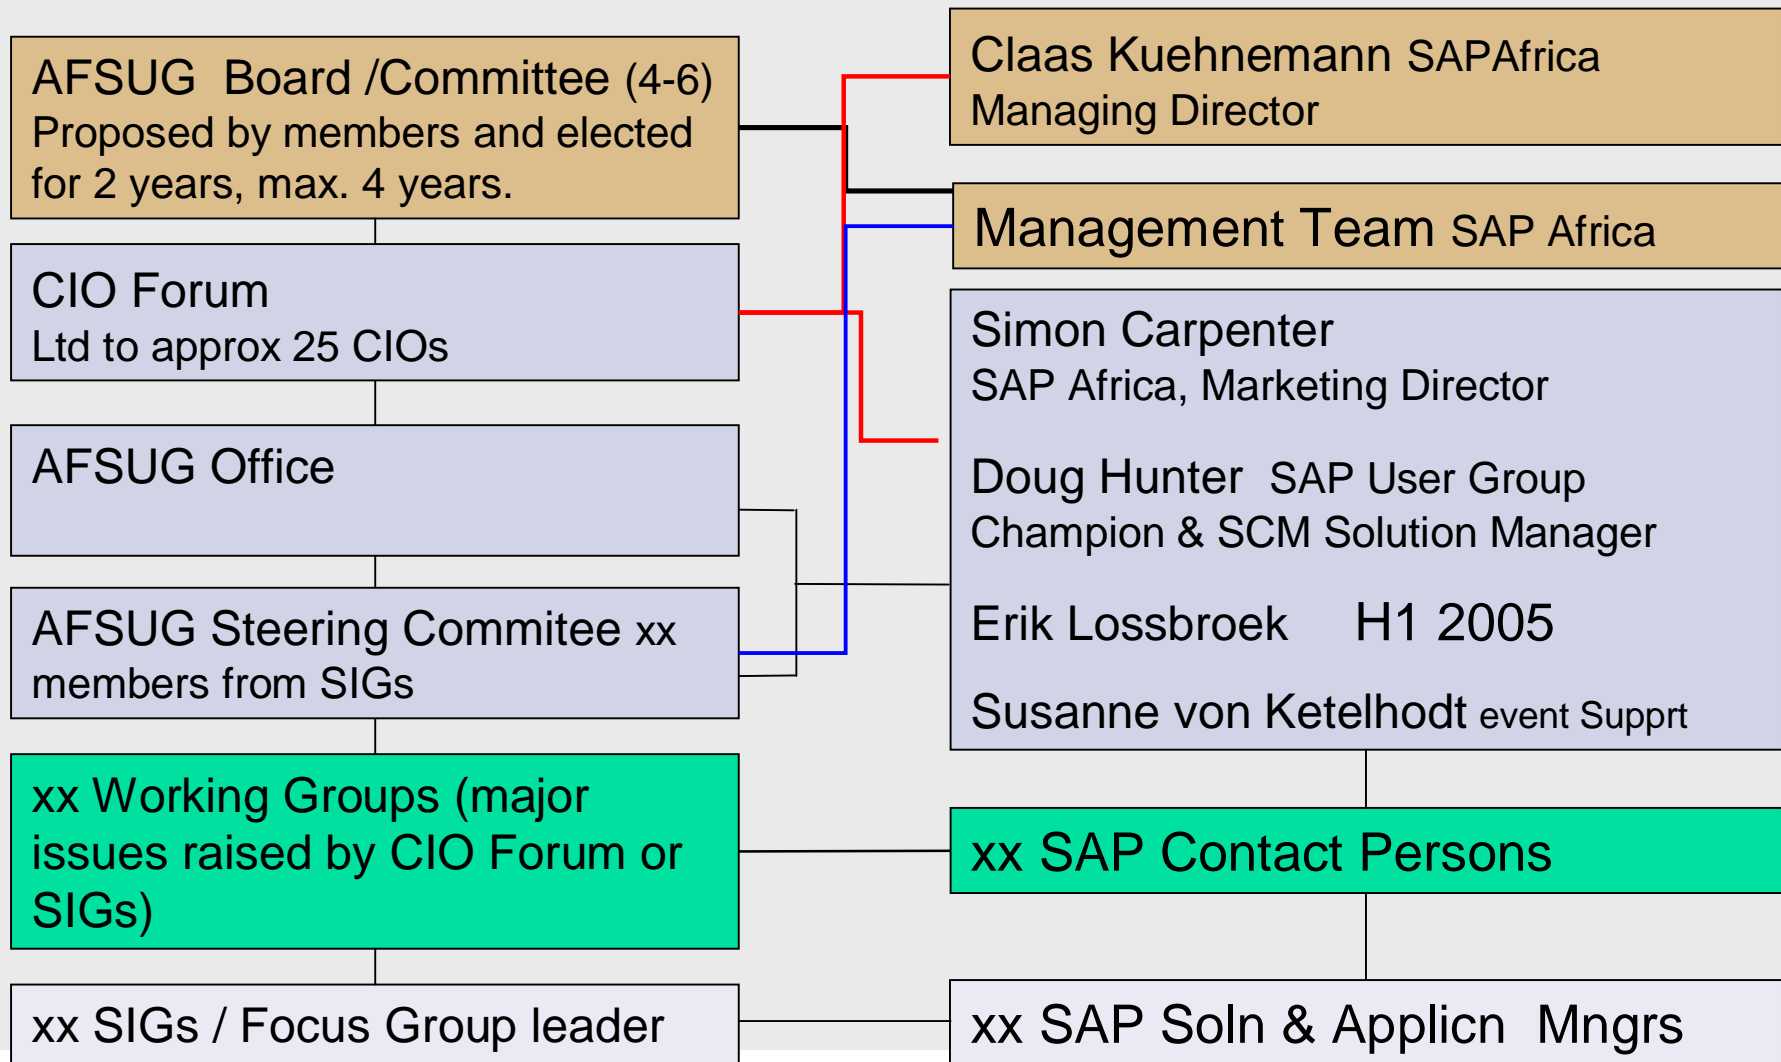 AFSUG Board /Committee (4-6)
Proposed by members and elected
for 2 years, max. 4 years.
CIO Forum
Ltd to approx 25 CIOs
AFSUG Office
AFSUG Steering Commitee xx
members from SIGs
xx Working Groups (major
issues raised by CIO Forum or
SIGs)
xx SIGs / Focus Group leader
Claas Kuehnemann SAPAfrica
Managing Director
Management Team SAP Africa
Simon Carpenter
SAP Africa, Marketing Director
Doug Hunter SAP User Group
Champion & SCM Solution Manager
Erik Lossbroek H1 2005
Susanne von Ketelhodt event Supprt
xx SAP Contact Persons
xx SAP Soln & Applicn Mngrs